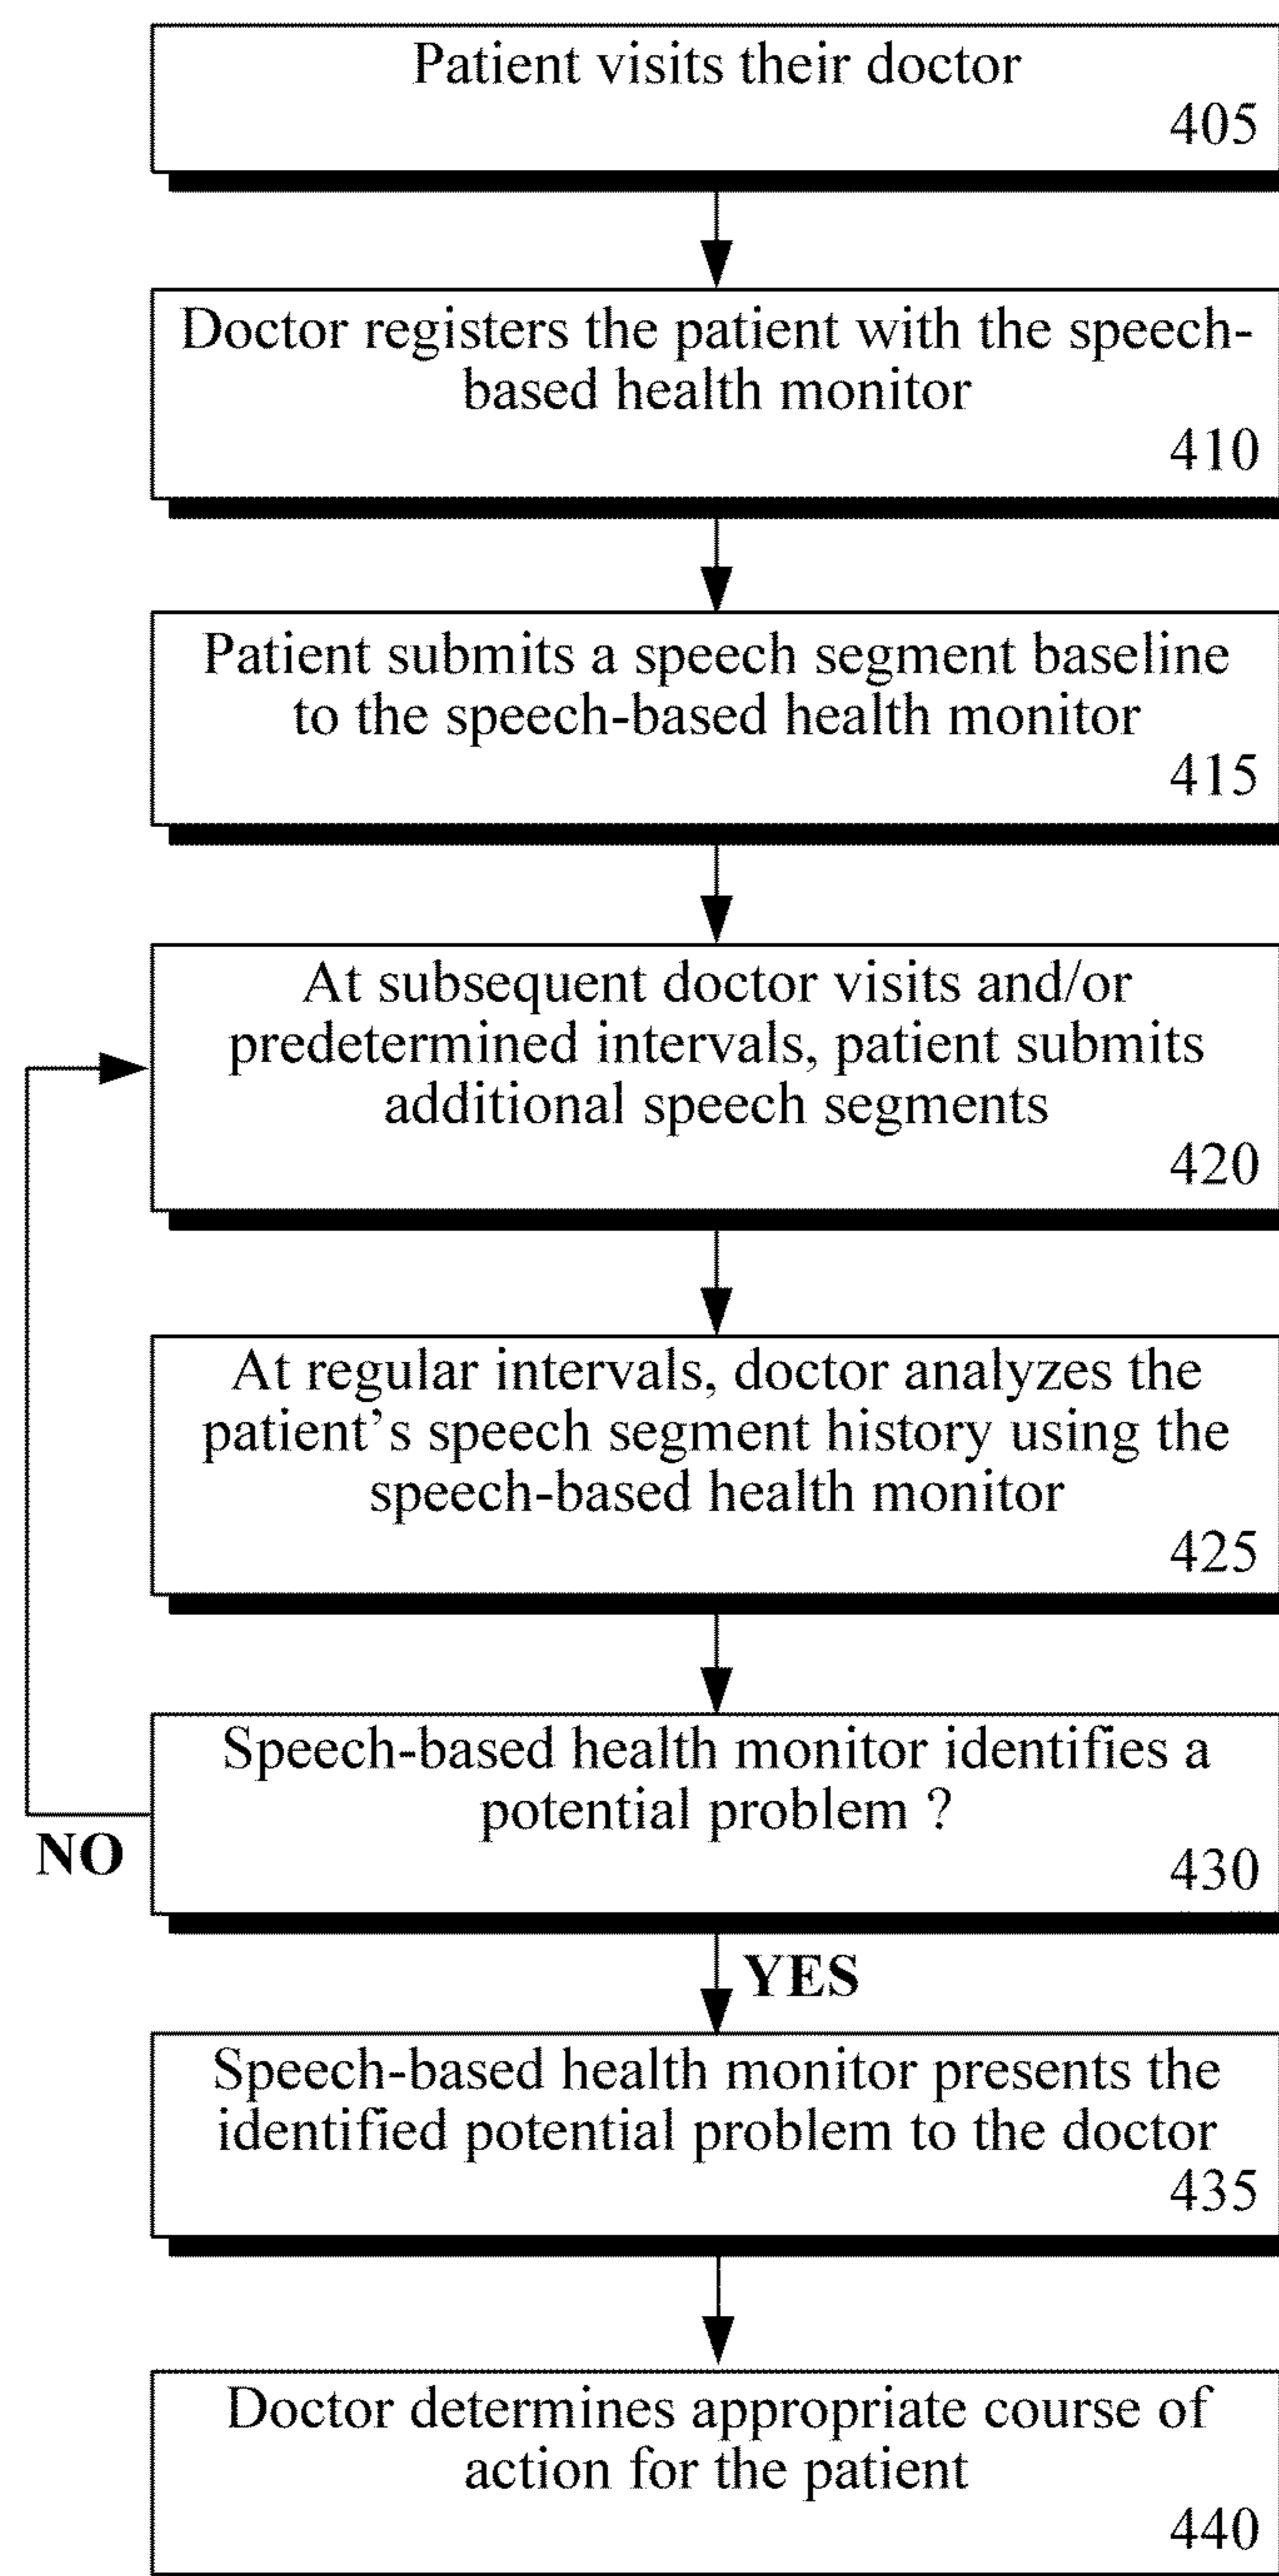 Patient visits their doctor
405
Doctor registers the patient with the speech-
based health monitor
410
Patient submits a speech segment baseline
to the speech-based health monitor
415
At subsequent doctor visits and/or
predetermined intervals, patient submits
additional speech segments
420
At regular intervals, doctor analyzes the
patient’s speech segment history using the
speech-based health monitor
425
Speech-based health monitor identifies a
potential problem ?
430
NO
YES
Speech-based health monitor presents the
identified potential problem to the doctor
435
Doctor determines appropriate course of
action for the patient
440